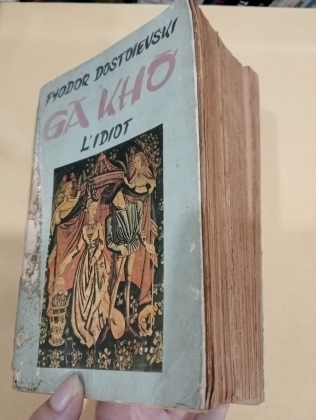 FYODOR DOSTOIEVSKI
GÃ KHỜ
L'IDIOT